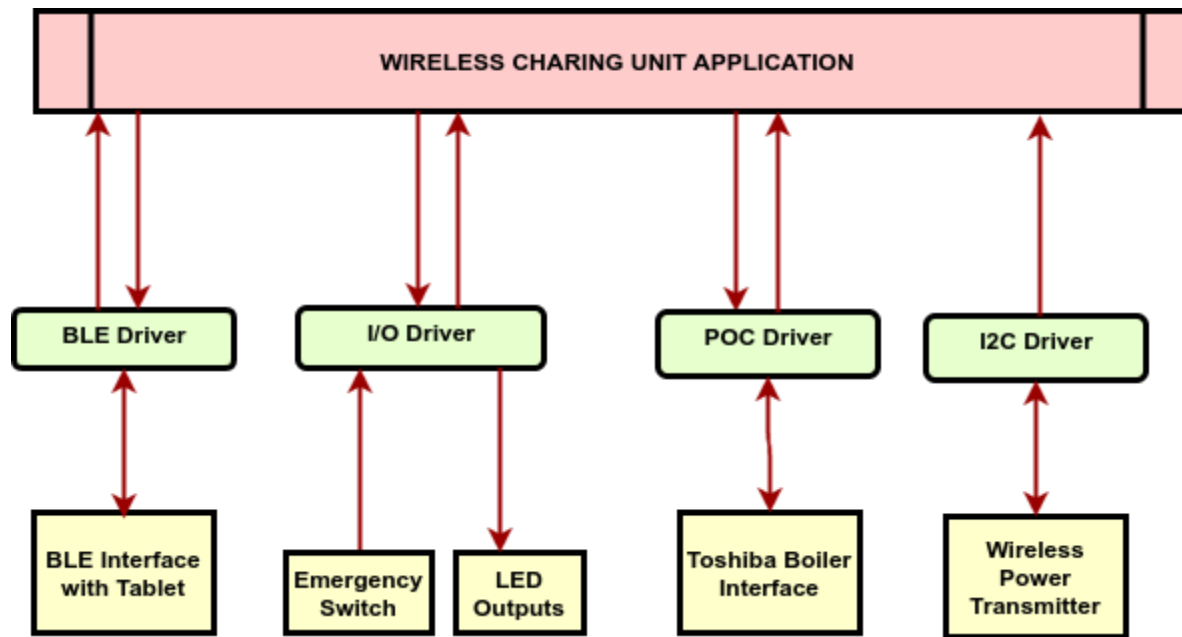 WIRELESS CHARING UNIT APPLICATION
BLE Driver
I/O Driver
POC Driver
I2C Driver
BLE Interface
with Tablet
Emergency
Switch
LED
Outputs
Toshiba Boiler
Interface
Wireless
Power
Transmitter